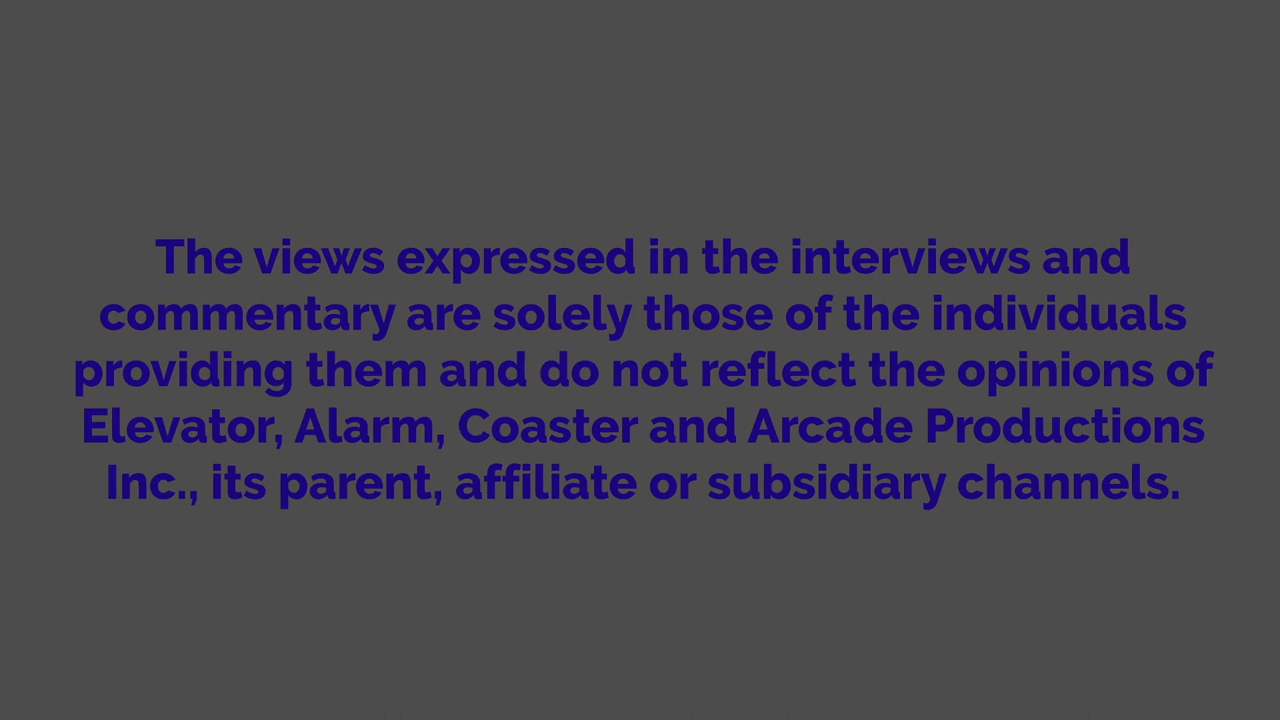 The views expressed in the interviews and
commentary are solely those of the individuals
providing them and do not reflect the opinions of
Elevator, Alarm, Coaster and Arcade Productions
Inc., its parent, affiliate or subsidiary channels.